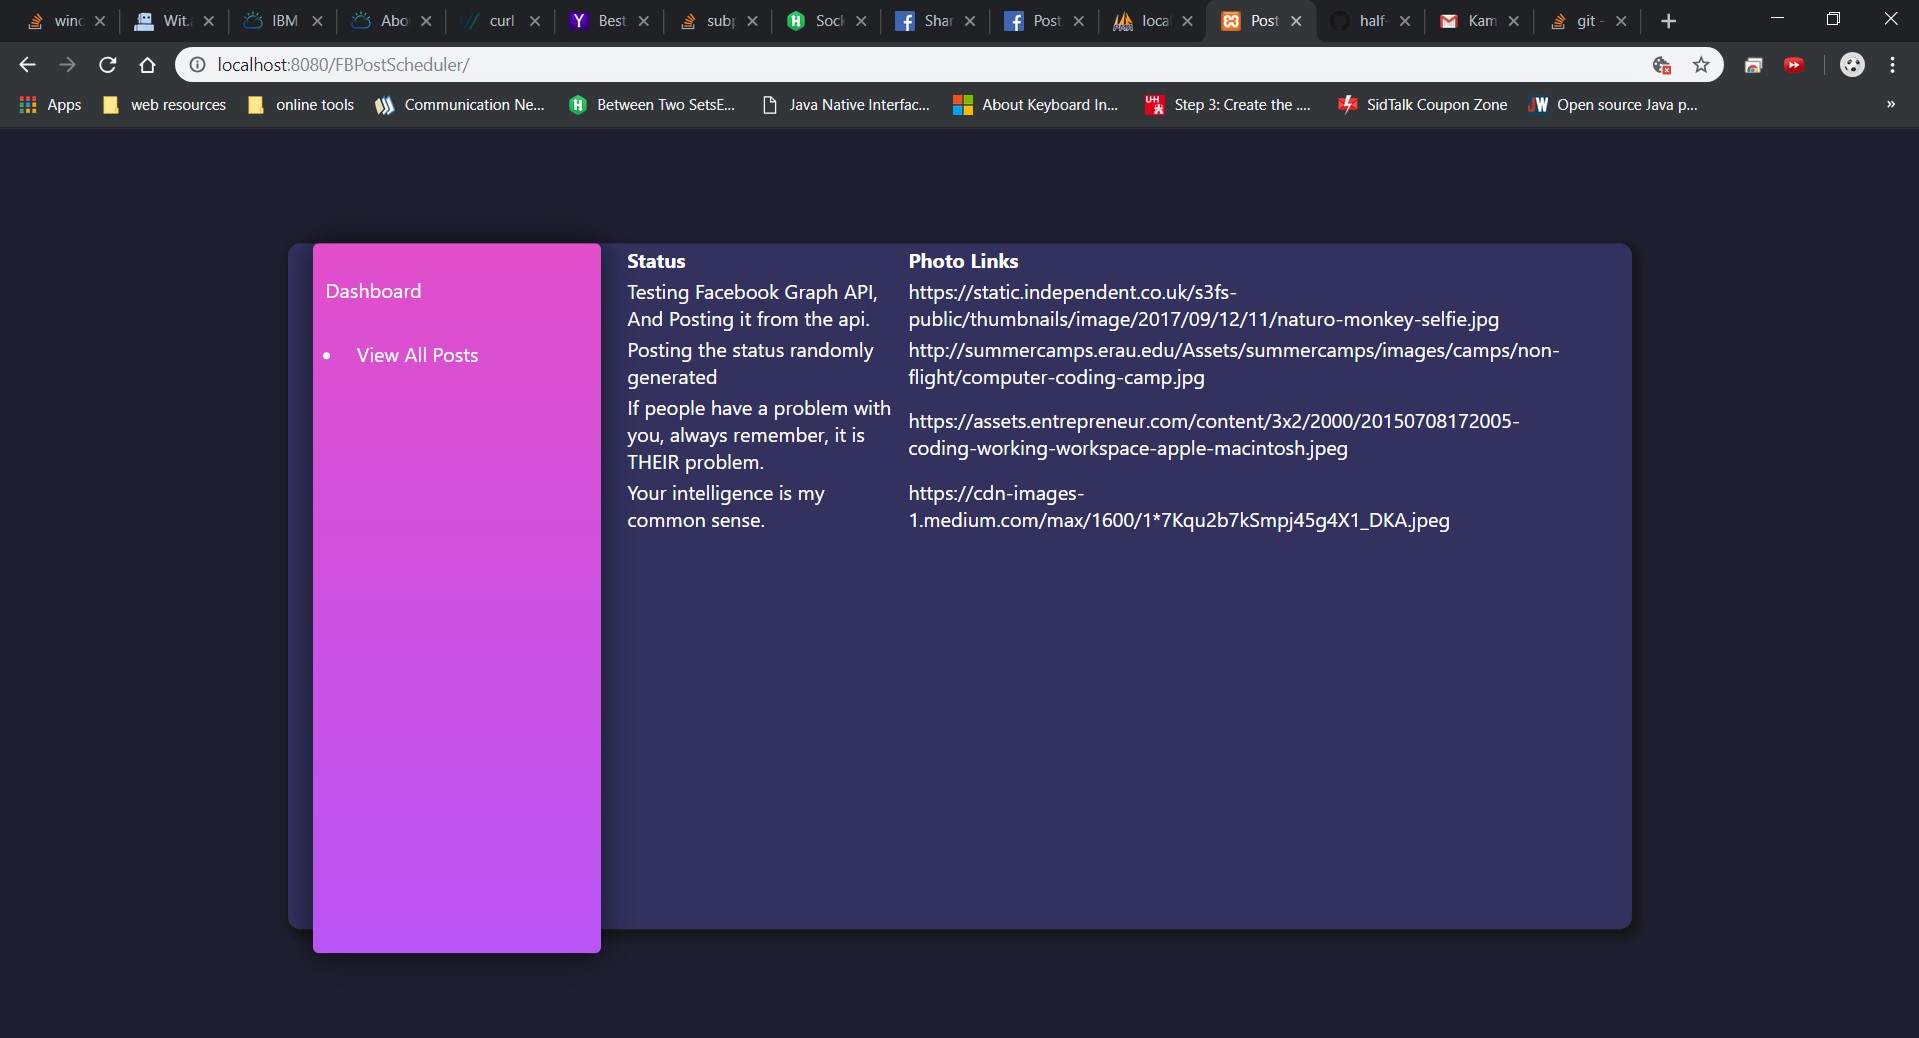 winc
Wit.
IBM
Abo
curl
Best
subp
Sock
Shar
Post
loca
Post
half-
Kam
git -
localhost:8080/FBPostScheduler/
Apps
web resources
online tools
Communication Ne...
Between Two SetsE...
Java Native Interfac...
About Keyboard In...
Step 3: Create the ....
SidTalk Coupon Zone
Open source Java p...
»
Dashboard
• View All Posts
Status
Photo Links
Testing Facebook Graph API,
And Posting it from the api.
https://static.independent.co.uk/s3fs-
public/thumbnails/image/2017/09/12/11/naturo-monkey-selfie.jpg
Posting the status randomly
generated
http://summercamps.erau.edu/Assets/summercamps/images/camps/non-
flight/computer-coding-camp.jpg
If people have a problem with
you, always remember, it is
THEIR problem.
https://assets.entrepreneur.com/content/3x2/2000/20150708172005-
coding-working-workspace-apple-macintosh.jpeg
Your intelligence is my
common sense.
https://cdn-images-
1.medium.com/max/1600/1*7Kqu2b7kSmpj45g4X1_DKA.jpeg